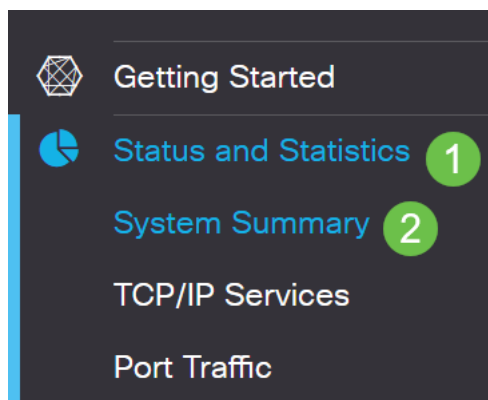 Getting Started
Status and Statistics 1
System Summary 2
TCP/IP Services
Port Traffic